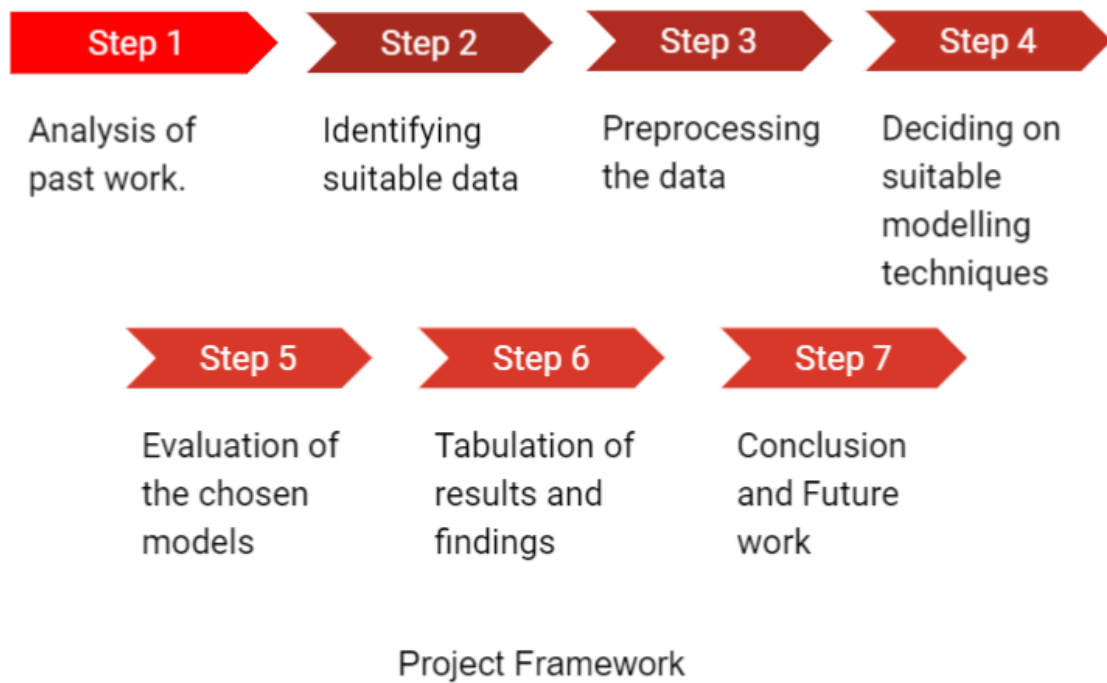 Step 1
Step 2
Step 3
Step 4
Analysis of
past work.
Identifying
suitable data
Preprocessing
the data
Deciding on
suitable
modelling
techniques
Step 5
Step 6
Step 7
Evaluation of
the chosen
models
Tabulation of
results and
findings
Conclusion
and Future
work
Project Framework